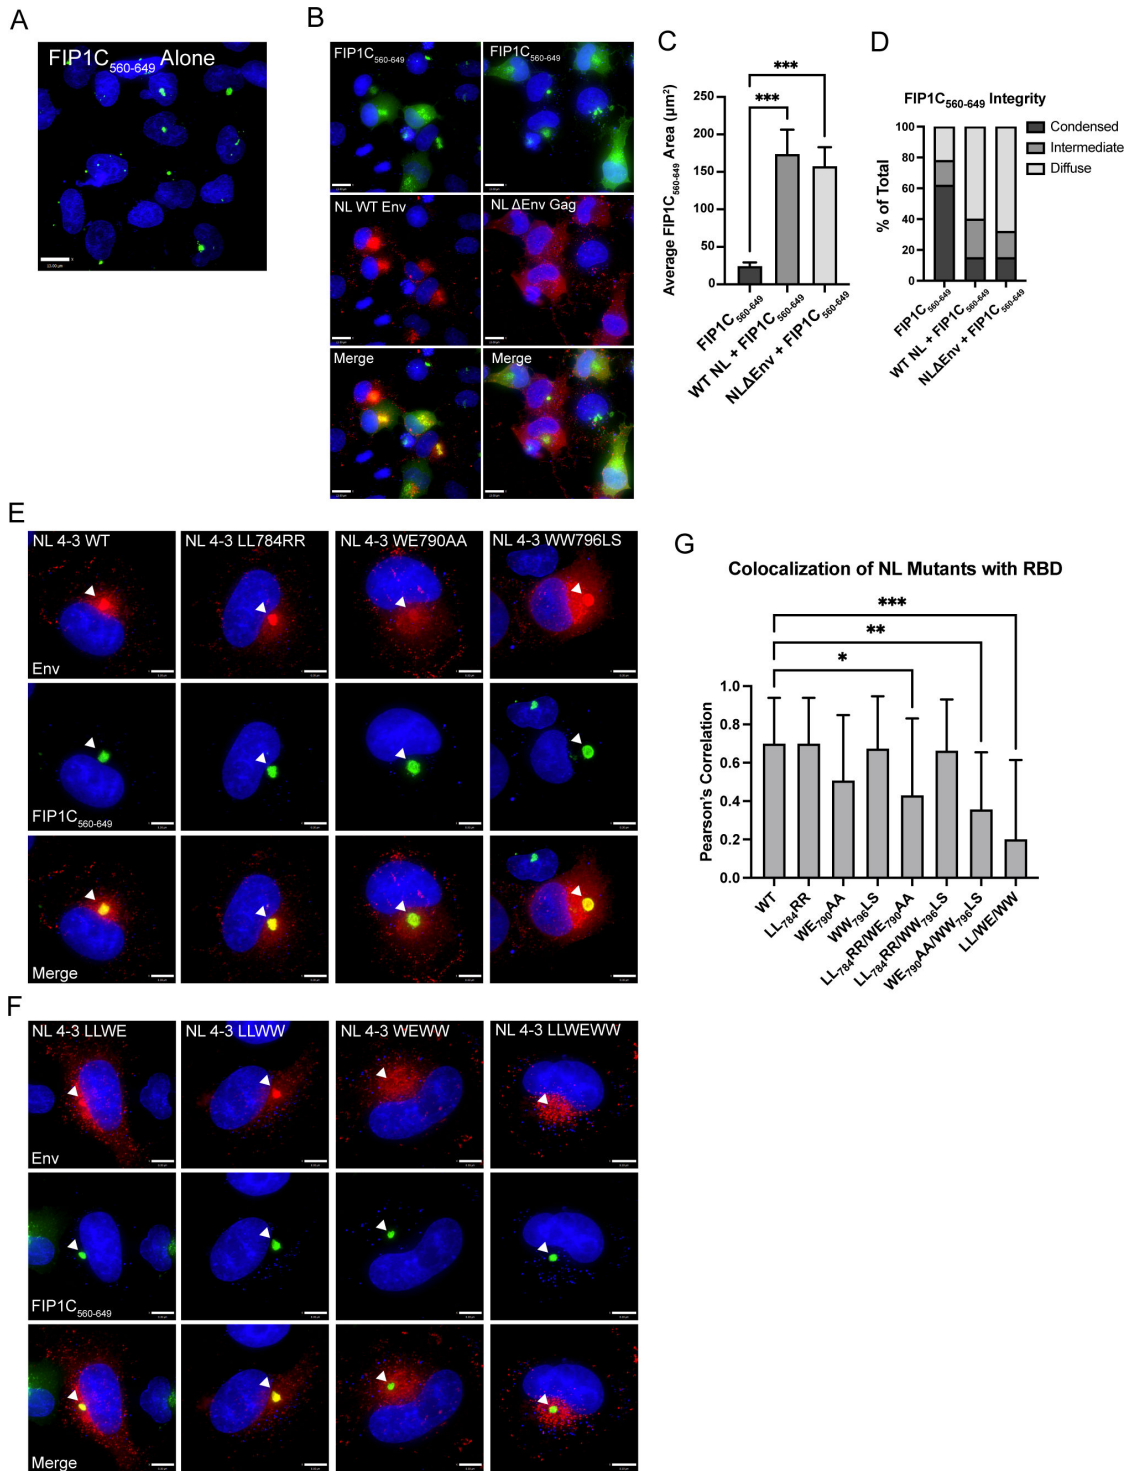 A
FIP1C560-649 Alone
B
FIP1C560-649
FIP1C560-649
NL WT Env
NL ΔEnv Gag
Merge
Merge
C
Average FIP1C560-649 Area (µm²)
250
200
150
100
50
0
***
***
FIP1C560-649
WT NL + FIP1C560-649
NLΔEnv + FIP1C560-649
D
FIP1C560-649 Integrity
% of Total
100
80
60
40
20
0
Condensed
Intermediate
Diffuse
FIP1C560-649
WT NL + FIP1C560-649
NLΔEnv + FIP1C560-649
E
NL 4-3 WT
NL 4-3 LL784RR
NL 4-3 WE790AA
NL 4-3 WW796LS
Env
FIP1C560-649
Merge
F
NL 4-3 LLWE
NL 4-3 LLWW
NL 4-3 WEWW
NL 4-3 LLWEWW
Env
FIP1C560-649
Merge
G
Colocalization of NL Mutants with RBD
***
**
*
Pearson's Correlation
1.0
0.8
0.6
0.4
0.2
0.0
WT
LL784RR
WE790AA
WW796LS
LL784RR/WE790AA
LL784RR/WW796LS
WE790AA/WW796LS
LL/WE/WW